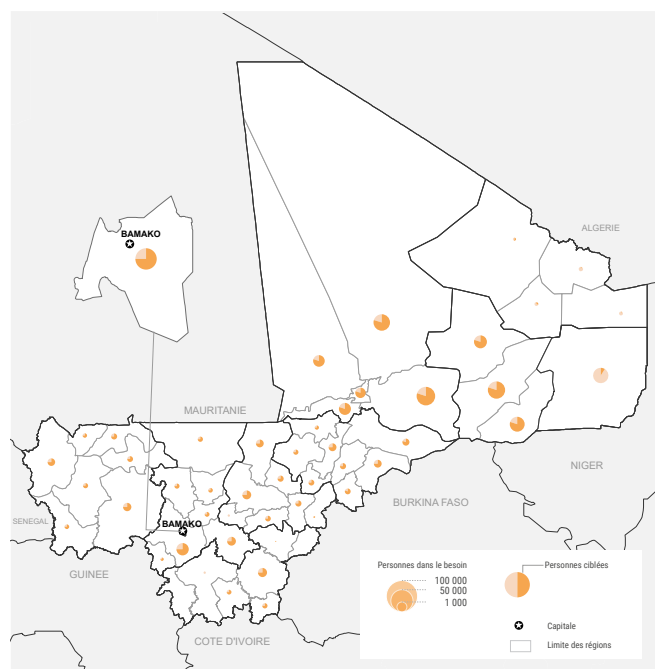 BAMAKO
ALGERIE
MAURITANIE
NIGER
BURKINA FASO
SENEGAL
BAMAKO
GUINEE
COTE D'IVOIRE
Personnes dans le besoin
100 000
50 000
1 000
Personnes ciblées
Capitale
Limite des régions